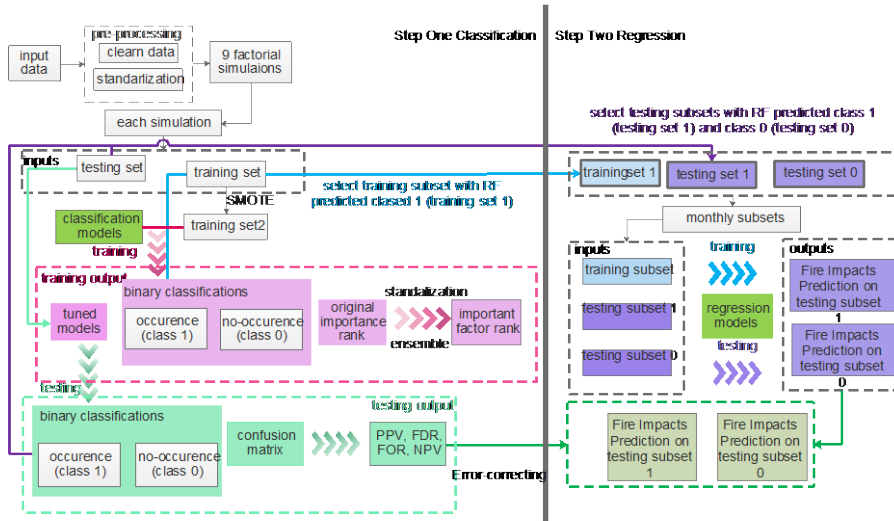 pre-processing
Step One Classification
Step Two Regression
input
data
clearn data
standarlization
9 factorial
simulaions
each simulation
select testing subsets with RF predicted class 1
(testing set 1) and class 0 (testing set 0)
inputs
testing set
training set
select training subset with RF
predicted clased 1 (training set 1)
trainingset 1
testing set 1
testing set 0
SMOTE
classification
models
training set2
monthly subsets
training
inputs
training
outputs
training output
binary classifications
standalization
training subset
Fire Impacts
Prediction on
testing subset
1
tuned
models
occurence
(class 1)
no-occurence
(class 0)
original
importance
rank
important
factor rank
testing subset 1
regression
models
ensemble
testing subset 0
testing
Fire Impacts
Prediction on
testing subset
0
testing
testing output
binary classifications
confusion
matrix
PPV, FDR,
FOR, NPV
occurence
(class 1)
no-occurence
(class 0)
Error-correcting
Fire Impacts
Prediction on
testing subset
1
Fire Impacts
Prediction on
testing subset
0